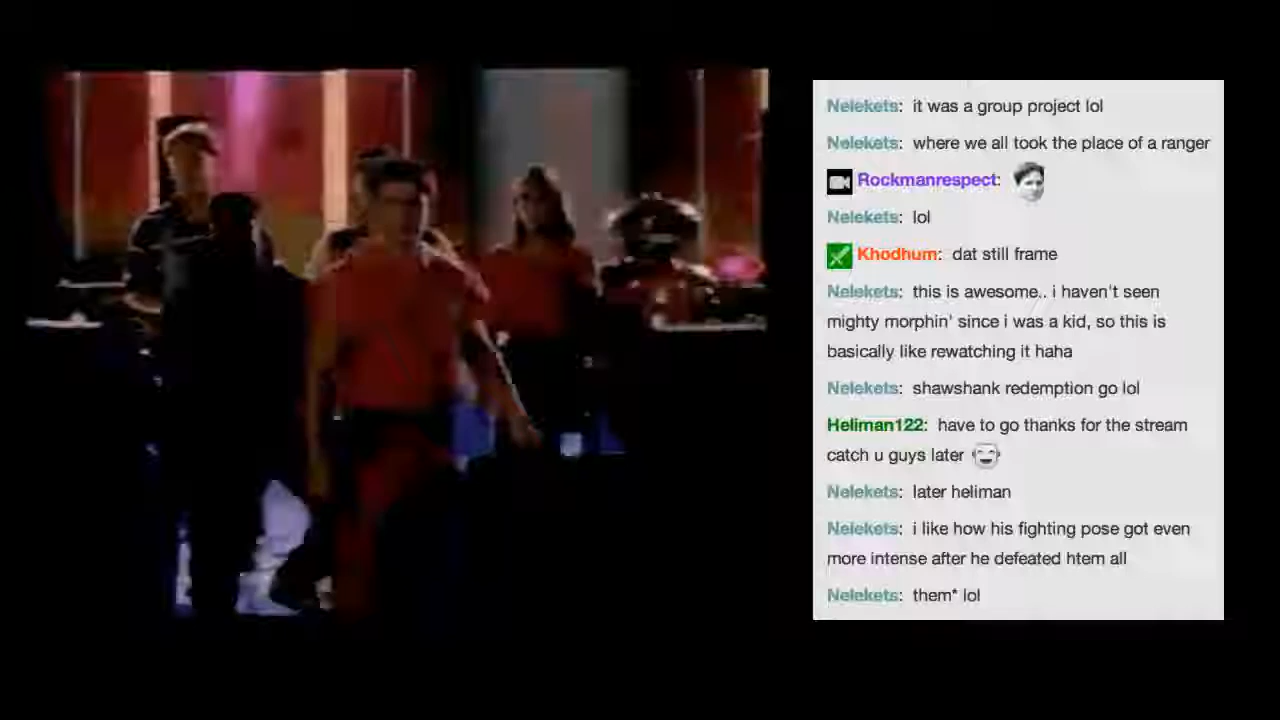 Nelekets: it was a group project lol
Nelekets: where we all took the place of a ranger
Rockmanrespect:
Nelekets: lol
Khodhum: dat still frame
Nelekets: this is awesome.. i haven't seen
mighty morphin' since i was a kid, so this is
basically like rewatching it haha
Nelekets: shawshank redemption go lol
Heliman122: have to go thanks for the stream
catch u guys later
Nelekets: later heliman
Nelekets: i like how his fighting pose got even
more intense after he defeated htem all
Nelekets: them* lol